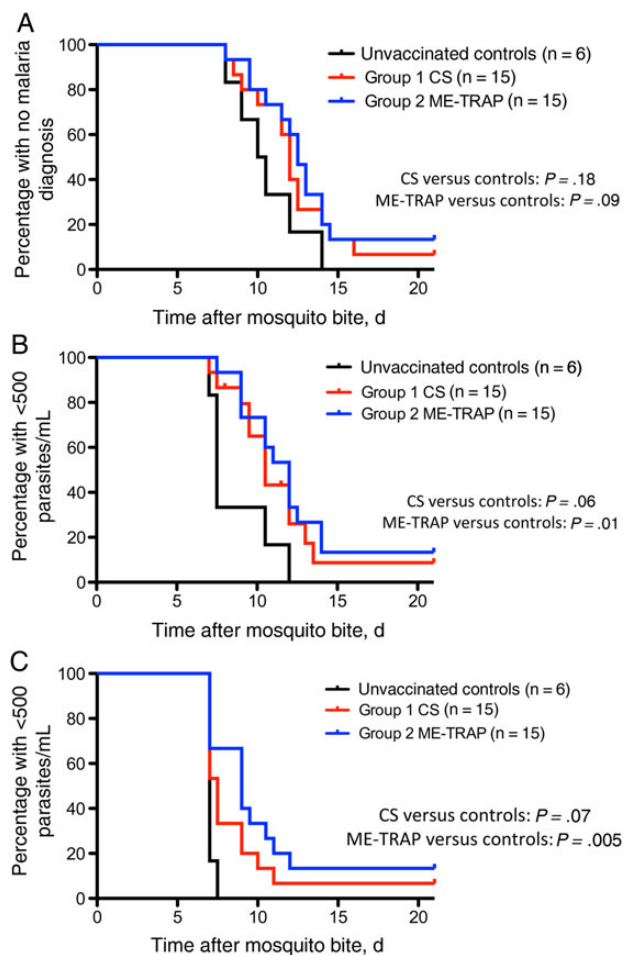 A
Percentage with no malaria
diagnosis
100
80
60
40
20
0
0 5 10 15 20
Time after mosquito bite, d
Unvaccinated controls (n = 6)
Group 1 CS (n = 15)
Group 2 ME-TRAP (n = 15)
CS versus controls: P = .18
ME-TRAP versus controls: P = .09
B
Percentage with <500
parasites/mL
100
80
60
40
20
0
0 5 10 15 20
Time after mosquito bite, d
Unvaccinated controls (n = 6)
Group 1 CS (n = 15)
Group 2 ME-TRAP (n = 15)
CS versus controls: P = .06
ME-TRAP versus controls: P = .01
C
Percentage with <500
parasites/mL
100
80
60
40
20
0
0 5 10 15 20
Time after mosquito bite, d
Unvaccinated controls (n = 6)
Group 1 CS (n = 15)
Group 2 ME-TRAP (n = 15)
CS versus controls: P = .07
ME-TRAP versus controls: P = .005